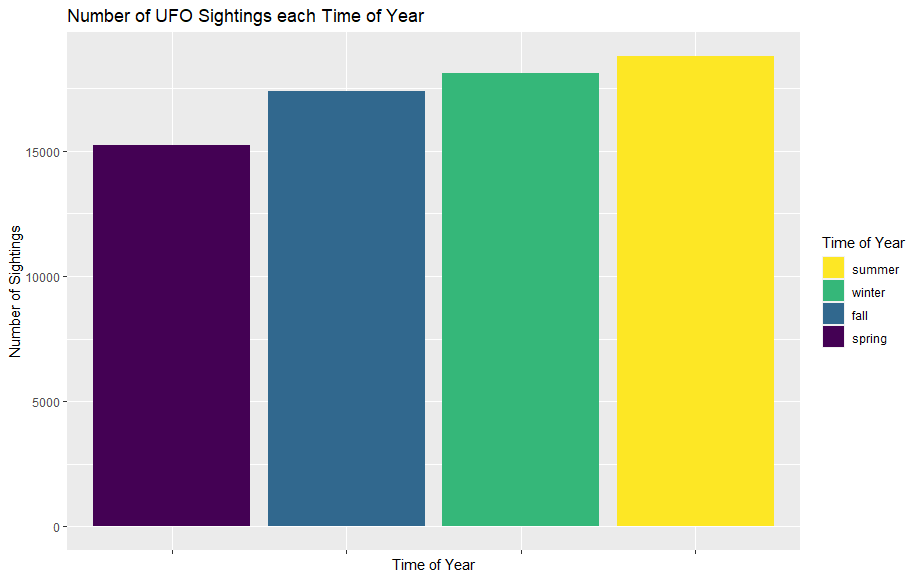 Number of UFO Sightings each Time of Year
Number of Sightings
15000
10000
5000
0
Time of Year
Time of Year
summer
winter
fall
spring